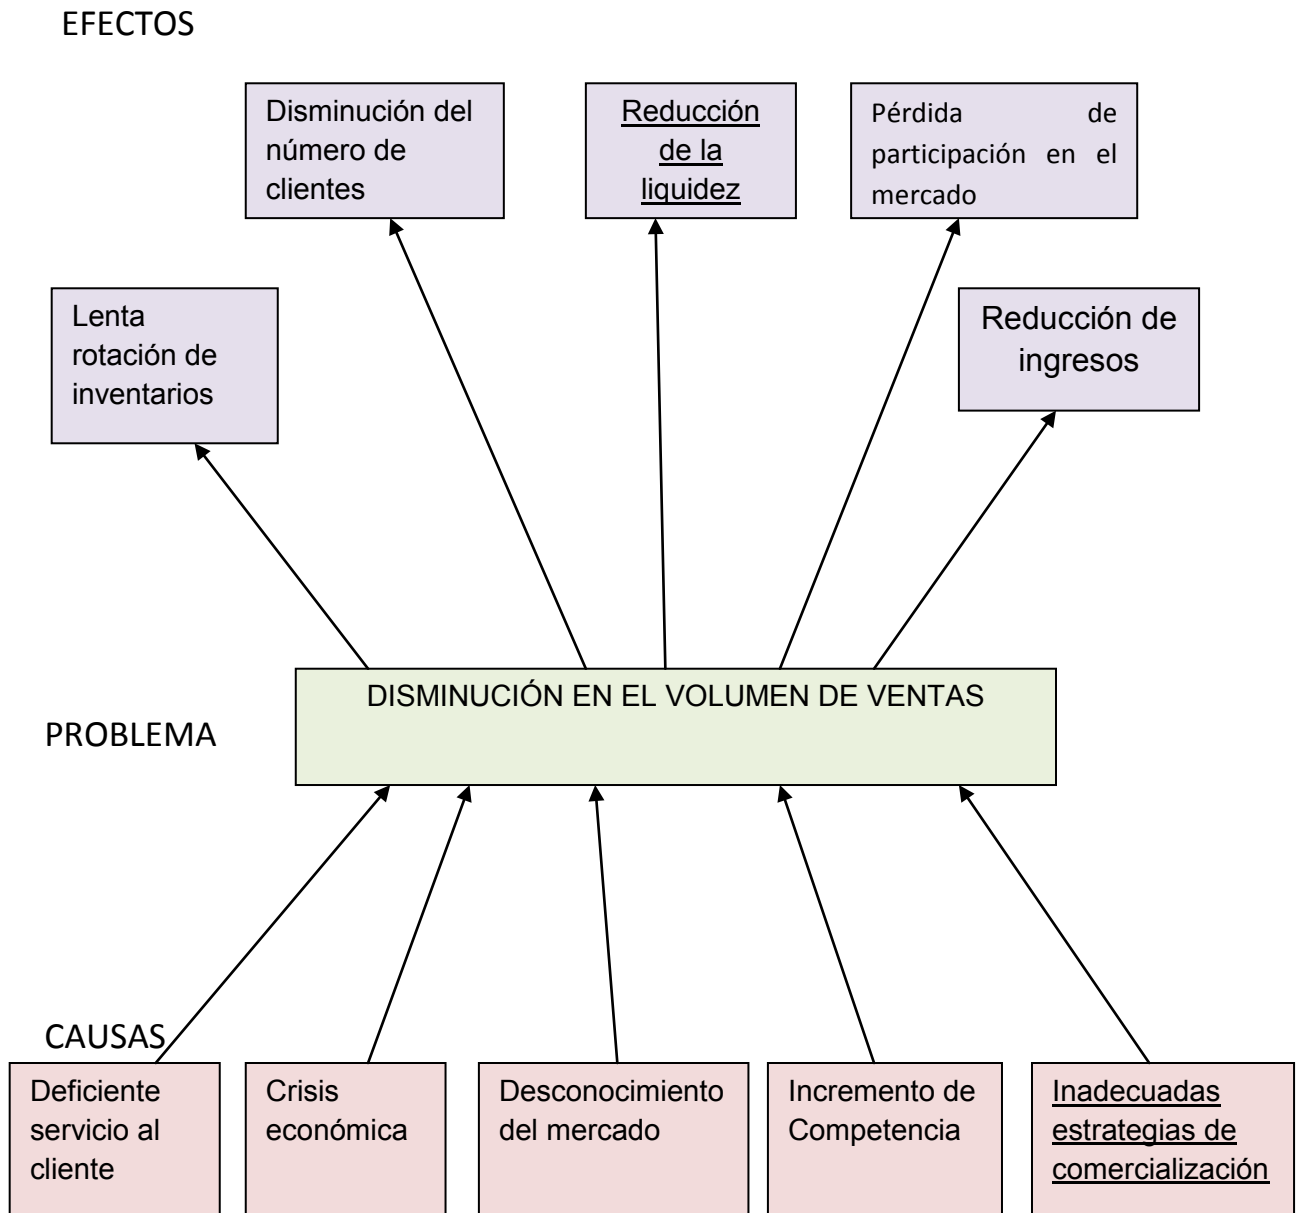 EFECTOS
Disminución del
número de
clientes
Reducción
de la
liquidez
Pérdida de
participación en el
mercado
Lenta
rotación de
inventarios
Reducción de
ingresos
DISMINUCIÓN EN EL VOLUMEN DE VENTAS
PROBLEMA
CAUSAS
Deficiente
servicio al
cliente
Crisis
económica
Desconocimiento
del mercado
Incremento de
Competencia
Inadecuadas
estrategias de
comercialización